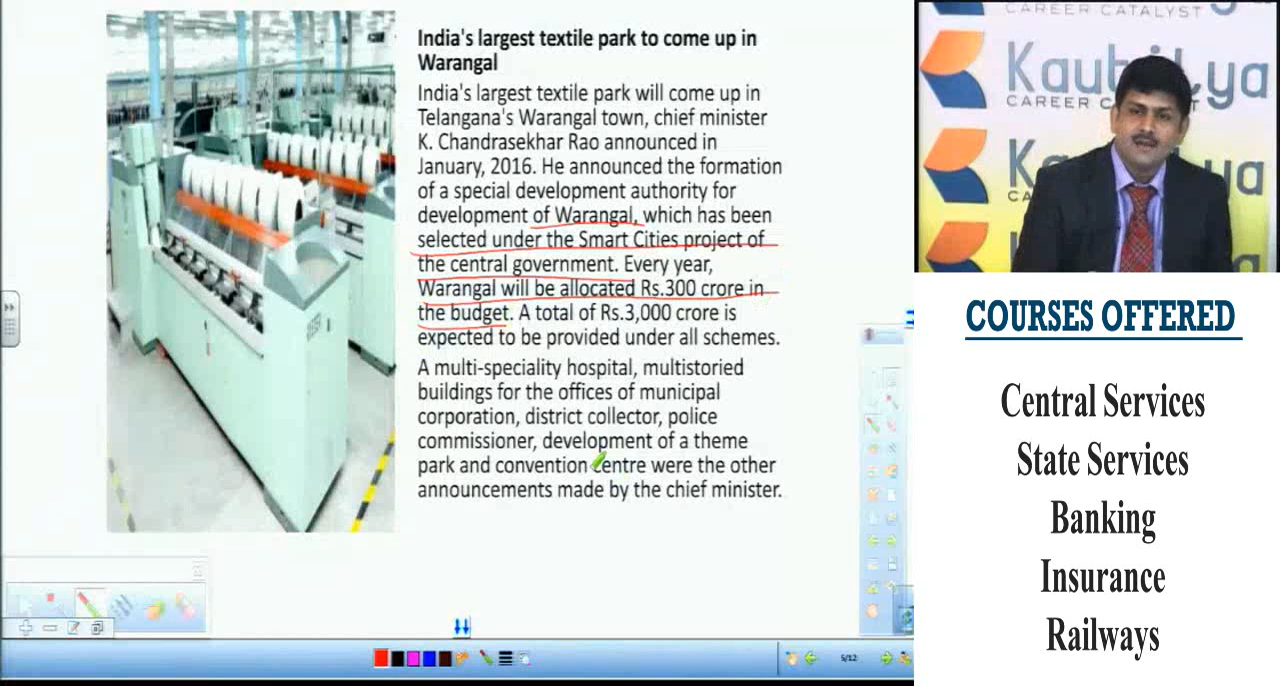 India's largest textile park to come up in
Warangal
India's largest textile park will come up in
Telangana's Warangal town, chief minister
K. Chandrasekhar Rao announced in
January, 2016. He announced the formation
of a special development authority for
development of Warangal, which has been
selected under the Smart Cities project of
the central government. Every year,
Warangal will be allocated Rs.300 crore in
the budget. A total of Rs.3,000 crore is
expected to be provided under all schemes.
A multi-speciality hospital, multistoried
buildings for the offices of municipal
corporation, district collector, police
commissioner, development of a theme
park and convention centre were the other
announcements made by the chief minister.
5/12
CAREER CATALYST
Kautilya
CAREER CATALYST
COURSES OFFERED
Central Services
State Services
Banking
Insurance
Railways